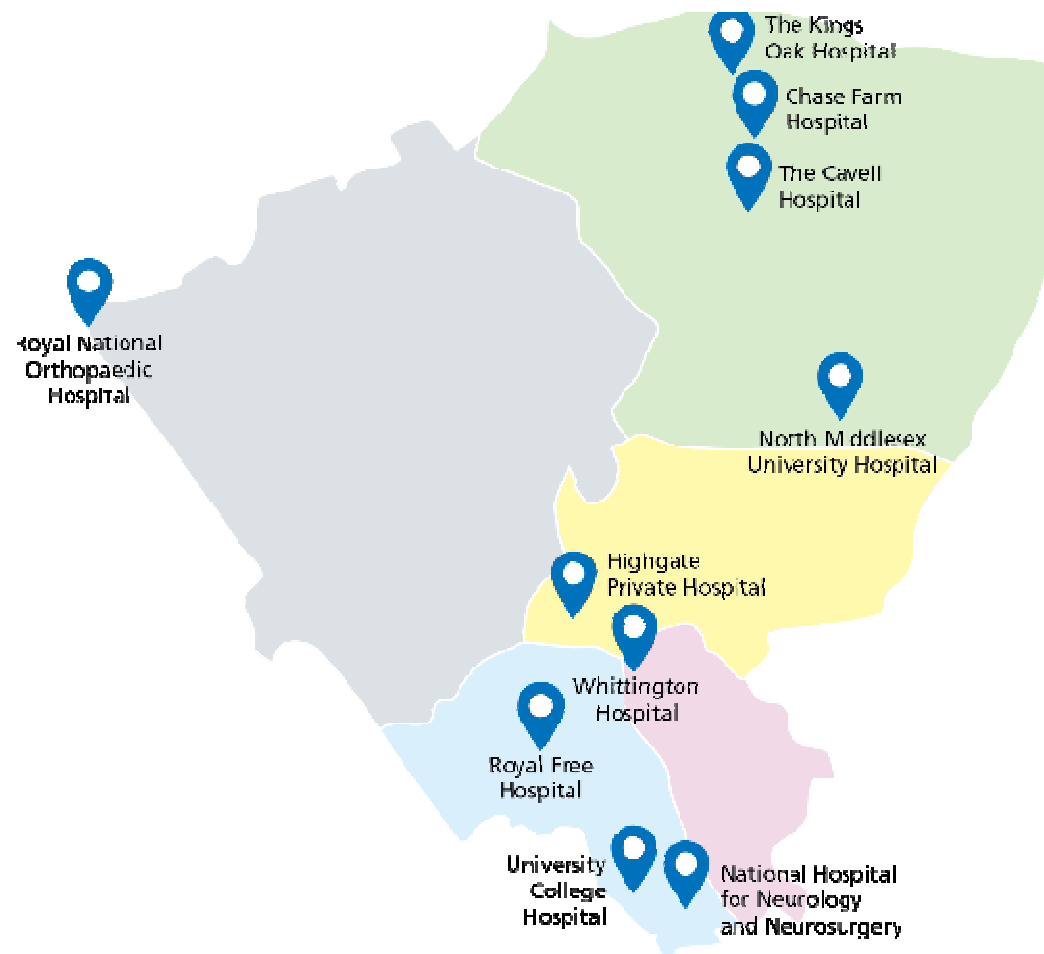 The Kings
Oak Hospital
Chase Farm
Hospital
The Cavell
Hospital
Royal National
Orthopaedic
Hospital
North Middlesex
University Hospital
Highgate
Private Hospital
Whittington
Hospital
Royal Free
Hospital
University
College
Hospital
National Hospital
for Neurology
and Neurosurgery